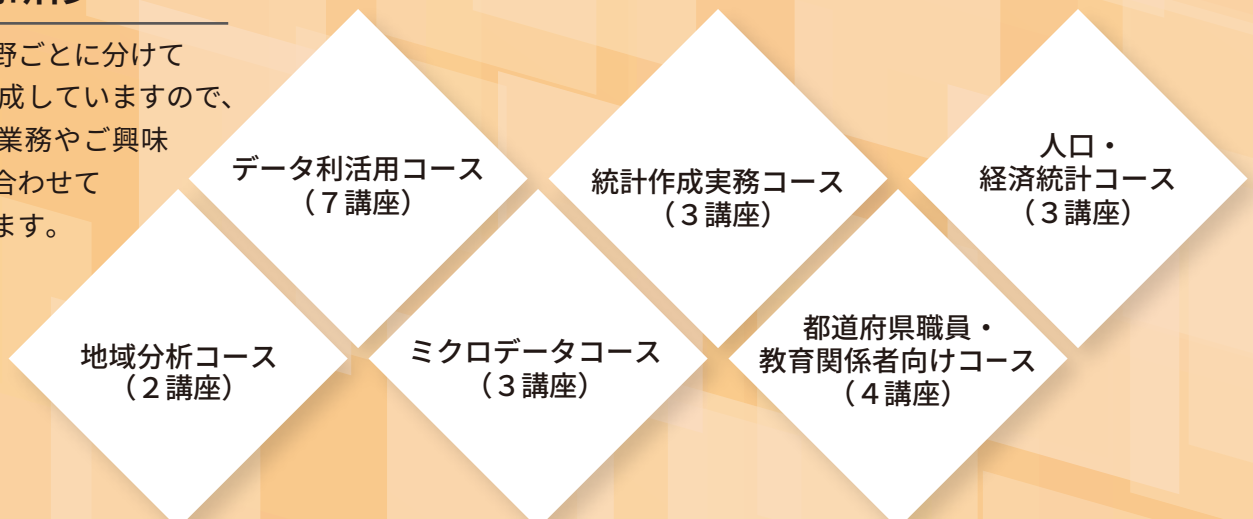 野ごとに分けて
成していますので、
業務やご興味
合わせて
ます。
データ利活用コース
（７講座）
統計作成実務コース
（３講座）
人口・
経済統計コース
（３講座）
地域分析コース
（２講座）
ミクロデータコース
（３講座）
都道府県職員・
教育関係者向けコース
（４講座）